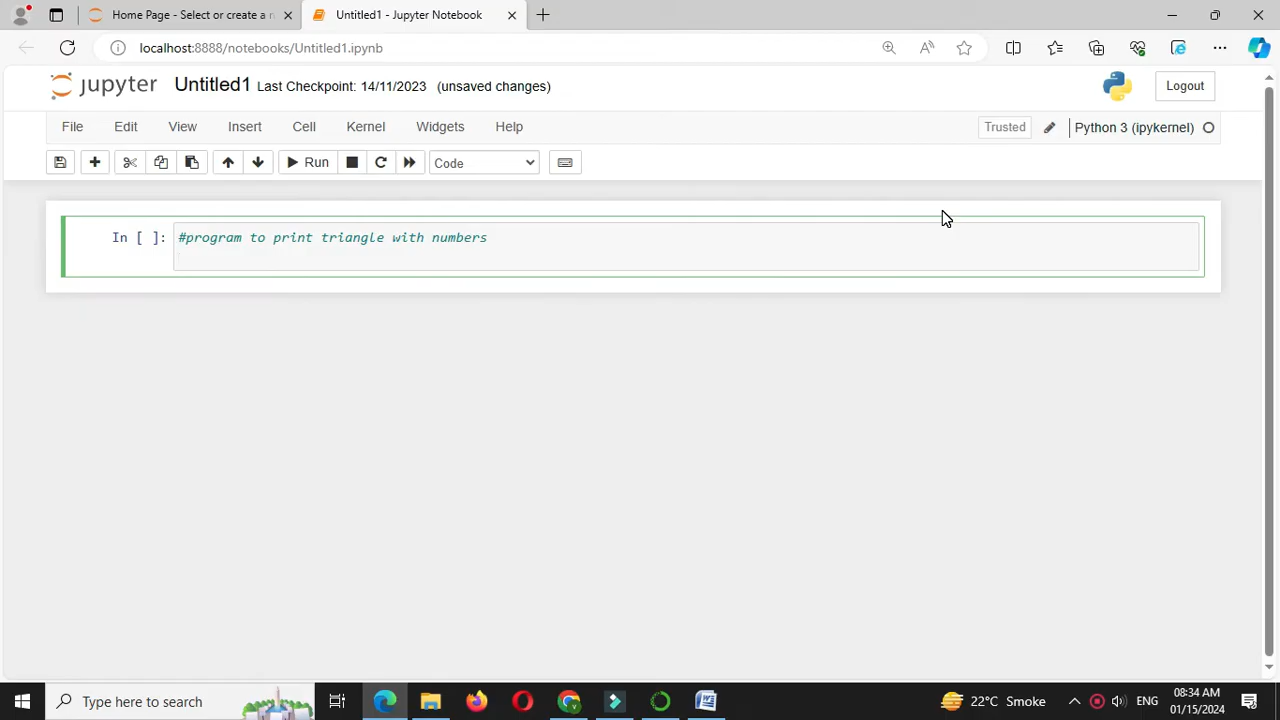 Home Page - Select or create a n
Untitled1 - Jupyter Notebook
localhost:8888/notebooks/Untitled1.ipynb
jupyter Untitled1 Last Checkpoint: 14/11/2023 (unsaved changes)
Logout
File Edit View Insert Cell Kernel Widgets Help
Trusted
Python 3 (ipykernel)
Run
Code
In [ ]: #program to print triangle with numbers
Type here to search
22°C Smoke
ENG
08:34 AM
01/15/2024